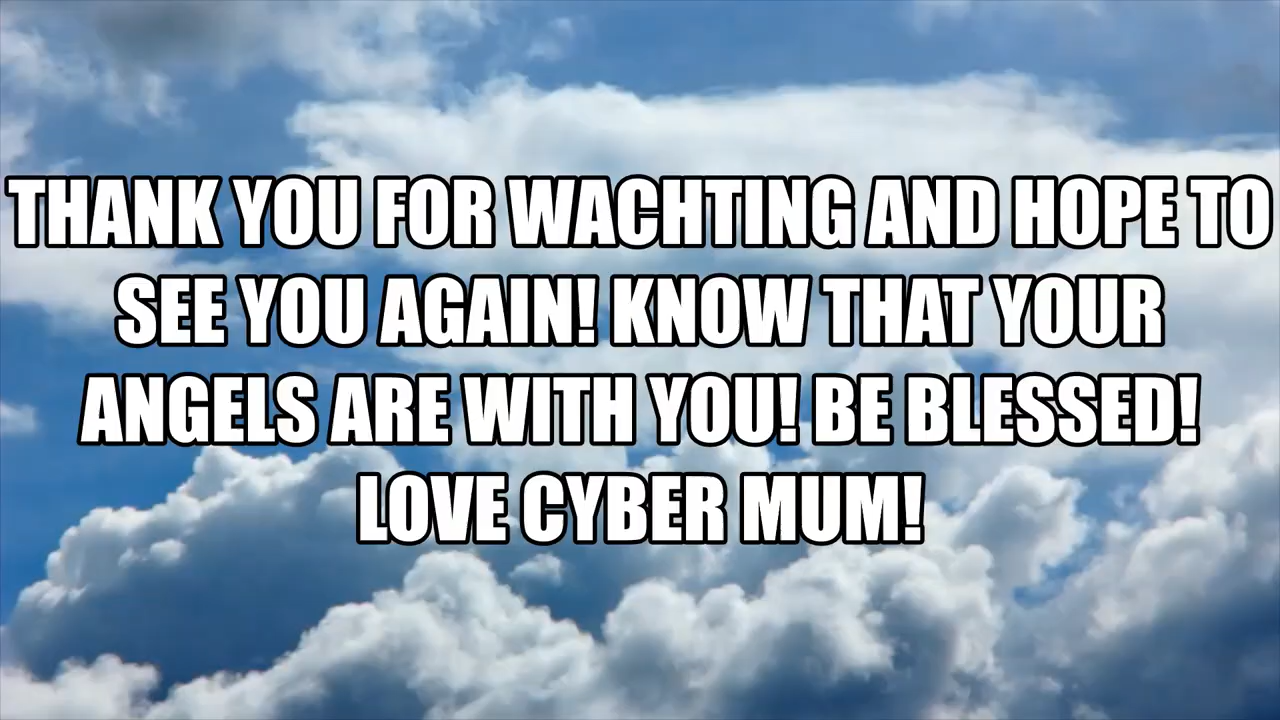 THANK YOU FOR WACHTING AND HOPE TO
SEE YOU AGAIN! KNOW THAT YOUR
ANGELS ARE WITH YOU! BE BLESSED!
LOVE CYBER MUM!